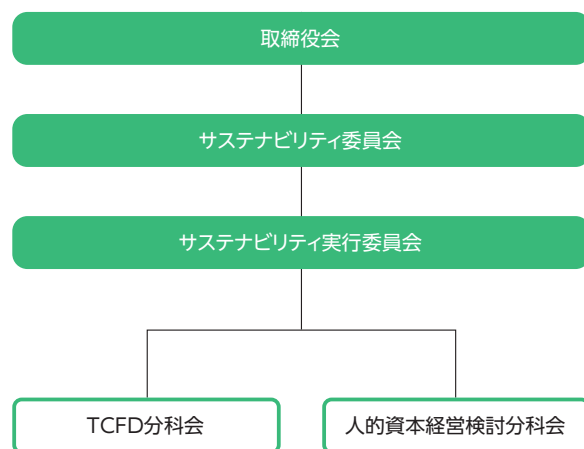 取締役会
サステナビリティ委員会
サステナビリティ実行委員会
TCFD分科会
人的資本経営検討分科会